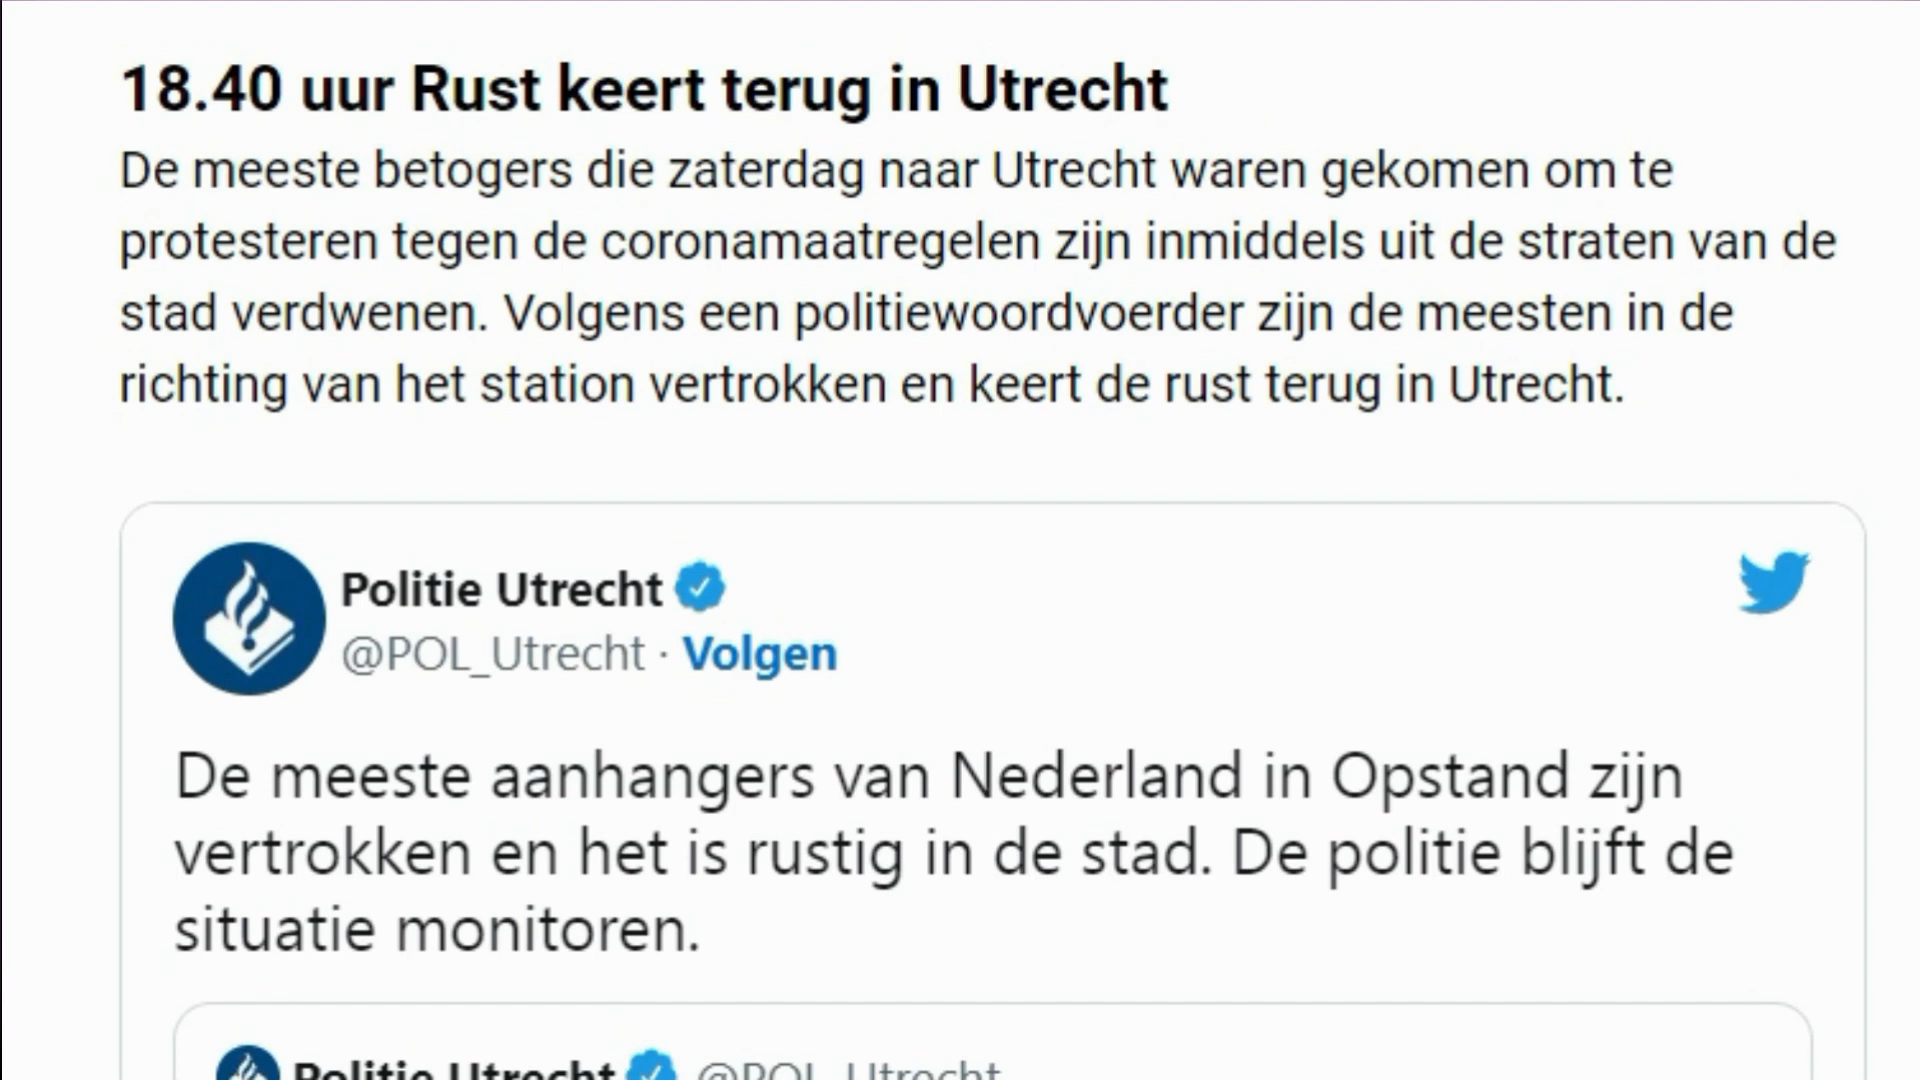 18.40 uur Rust keert terug in Utrecht
De meeste betogers die zaterdag naar Utrecht waren gekomen om te
protesteren tegen de coronamaatregelen zijn inmiddels uit de straten van de
stad verdwenen. Volgens een politiewoordvoerder zijn de meesten in de
richting van het station vertrokken en keert de rust terug in Utrecht.
Politie Utrecht
@POL_Utrecht · Volgen
De meeste aanhangers van Nederland in Opstand zijn
vertrokken en het is rustig in de stad. De politie blijft de
situatie monitoren.
Politie Utrecht @POL_Utrecht